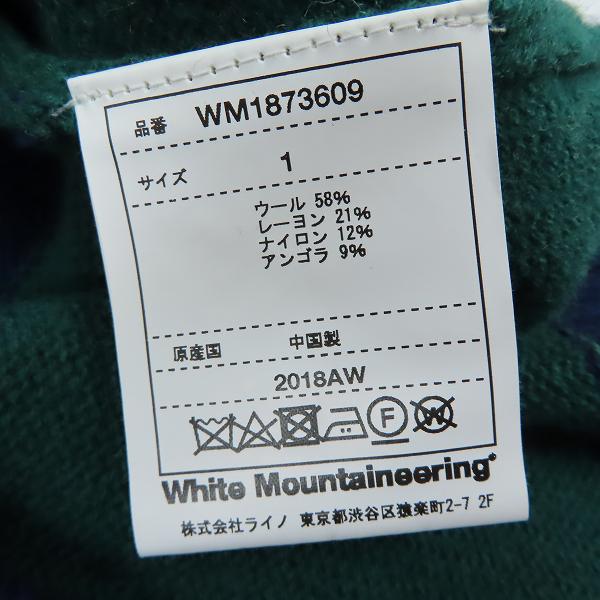 品番 WM1873609
サイズ 1
ウール 58%
レーヨン 21%
ナイロン 12%
アンゴラ 9%
原産国 中国製
2018AW
F W
White Mountaineering®
株式会社ライノ 東京都渋谷区猿楽町2-7 2F